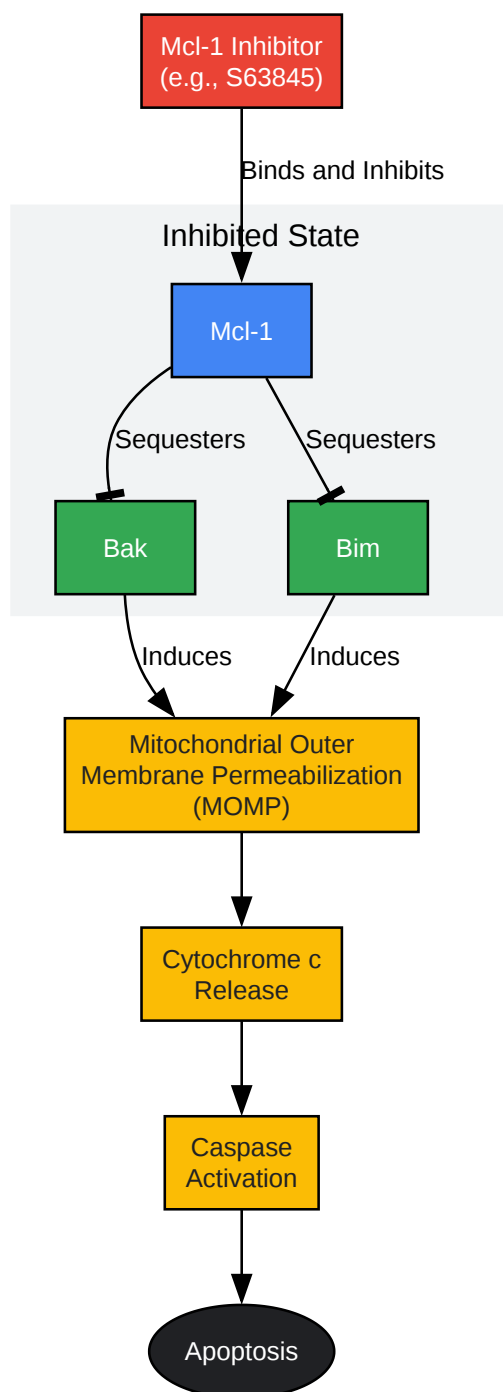 Mcl-1 Inhibitor
(e.g., S63845)
Binds and Inhibits
Inhibited State
Mcl-1
Sequesters
Sequesters
Bak
Bim
Induces
Induces
Mitochondrial Outer
Membrane Permeabilization
(MOMP)
Cytochrome c
Release
Caspase
Activation
Apoptosis